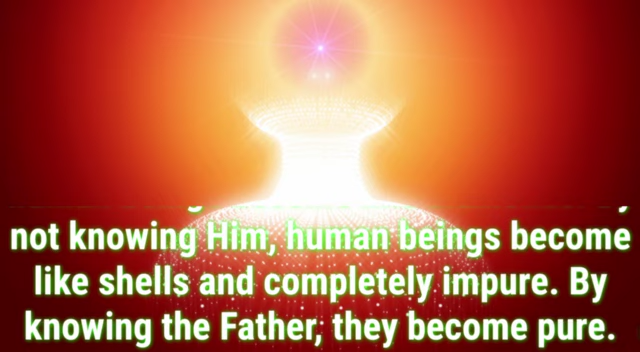 not knowing Him, human beings become
like shells and completely impure. By
knowing the Father, they become pure.